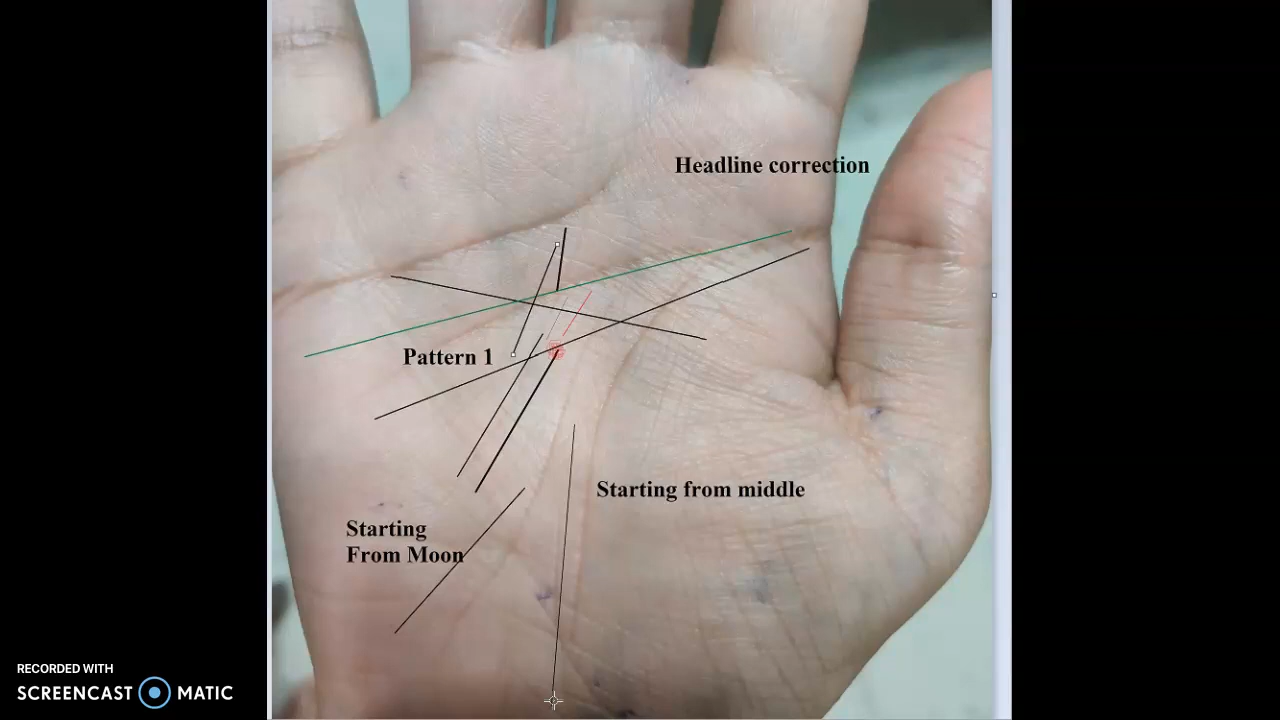 Headline correction
Pattern 1
Starting from middle
Starting
From Moon
RECORDED WITH
SCREENCAST MATIC